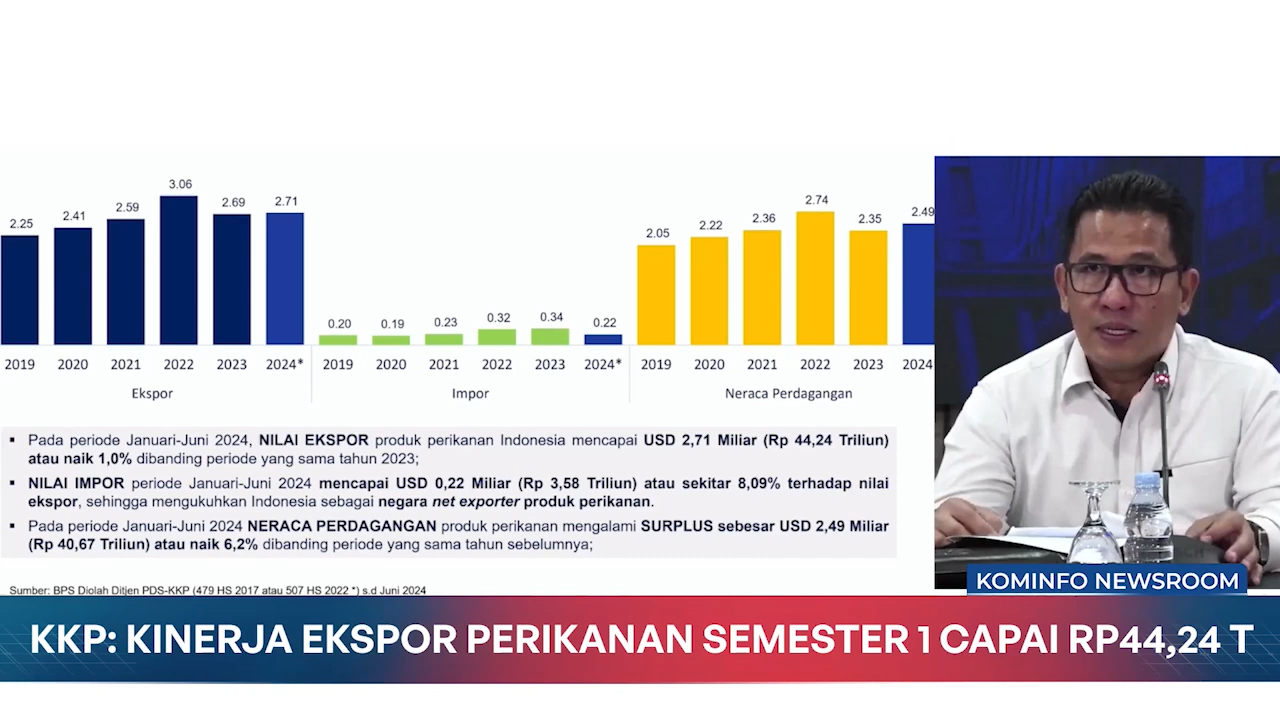 2.25 2.41 2.59 3.06 2.69 2.71 0.20 0.19 0.23 0.32 0.34 0.22 2.05 2.22 2.36 2.74 2.35 2.49
2019 2020 2021 2022 2023 2024* 2019 2020 2021 2022 2023 2024* 2019 2020 2021 2022 2023 2024
Ekspor Impor Neraca Perdagangan
▪ Pada periode Januari-Juni 2024, NILAI EKSPOR produk perikanan Indonesia mencapai USD 2,71 Miliar (Rp 44,24 Triliun)
atau naik 1,0% dibanding periode yang sama tahun 2023;
▪ NILAI IMPOR periode Januari-Juni 2024 mencapai USD 0,22 Miliar (Rp 3,58 Triliun) atau sekitar 8,09% terhadap nilai
ekspor, sehingga mengukuhkan Indonesia sebagai negara net exporter produk perikanan.
▪ Pada periode Januari-Juni 2024 NERACA PERDAGANGAN produk perikanan mengalami SURPLUS sebesar USD 2,49 Miliar
(Rp 40,67 Triliun) atau naik 6,2% dibanding periode yang sama tahun sebelumnya;
Sumber: BPS Diolah Ditjen PDS-KKP (479 HS 2017 atau 507 HS 2022 *) s.d Juni 2024
KOMINFO NEWSROOM
KKP: KINERJA EKSPOR PERIKANAN SEMESTER 1 CAPAI RP44,24 T